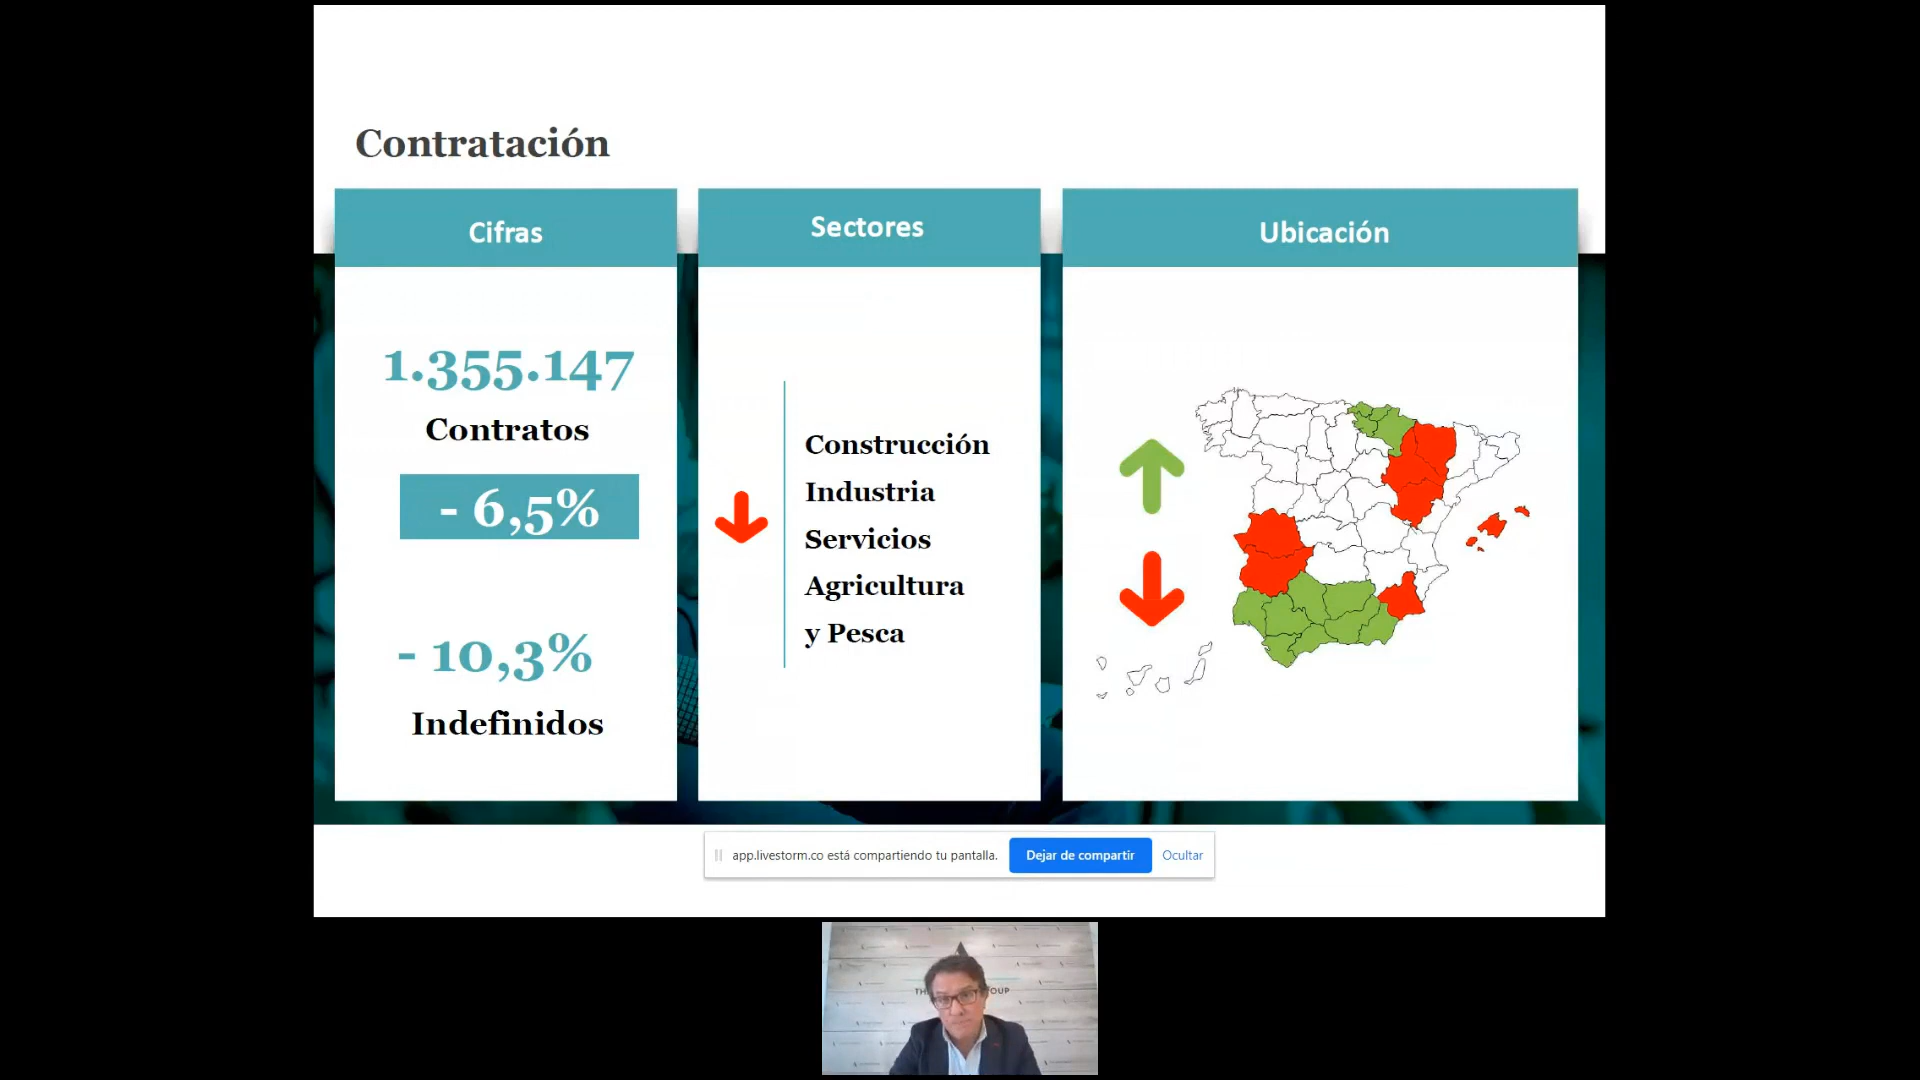 Contratación
Cifras
1.355.147
Contratos
- 6,5%
- 10,3%
Indefinidos
Sectores
Construcción
Industria
Servicios
Agricultura
y Pesca
Ubicación
app.livestorm.co está compartiendo tu pantalla.
Dejar de compartir
Ocultar